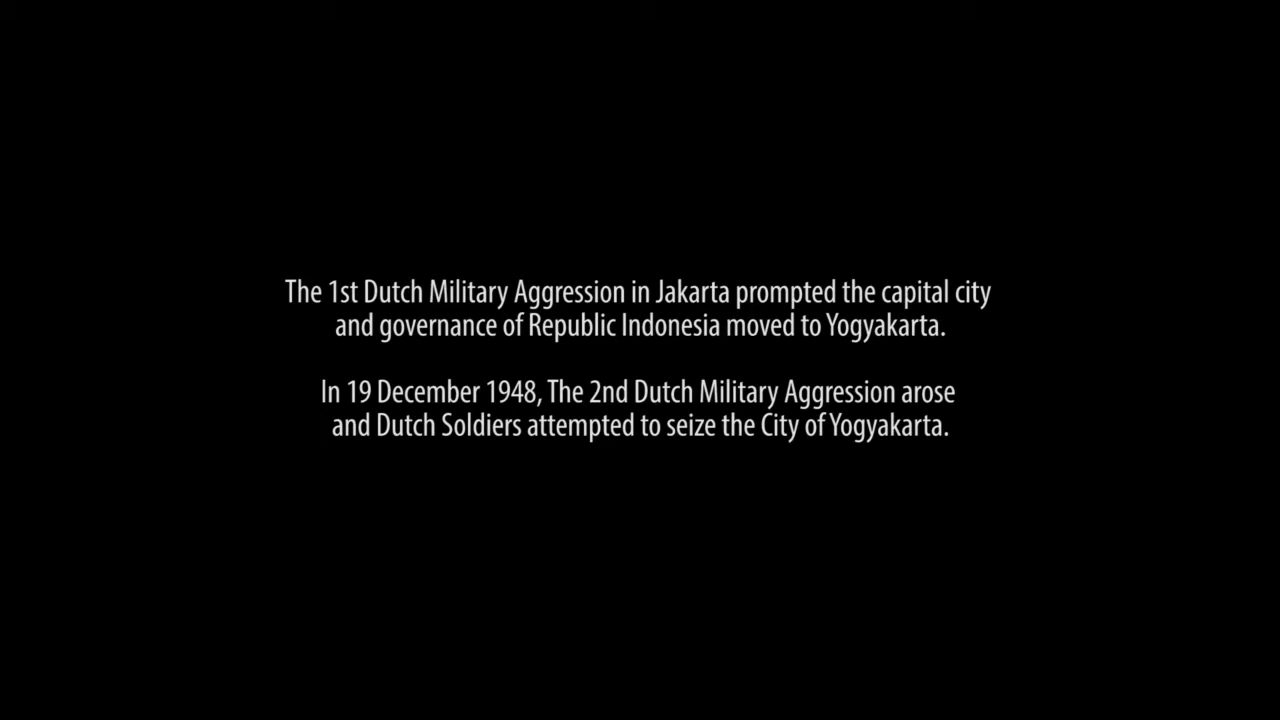 The 1st Dutch Military Aggression in Jakarta prompted the capital city
and governance of Republic Indonesia moved to Yogyakarta.
In 19 December 1948, The 2nd Dutch Military Aggression arose
and Dutch Soldiers attempted to seize the City of Yogyakarta.